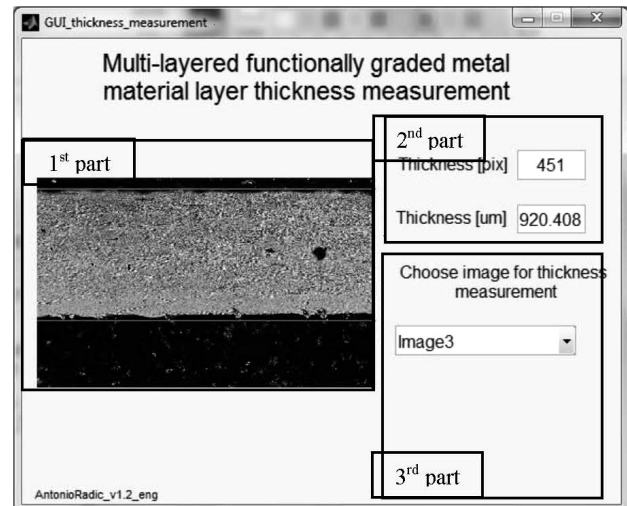 GUI_thickness_measurement
Multi-layered functionally graded metal
material layer thickness measurement
1st part
2nd part
Thickness [pix] 451
Thickness [um] 920.408
Choose image for thickness
measurement
Image3
3rd part
AntonioRadic_v1.2_eng